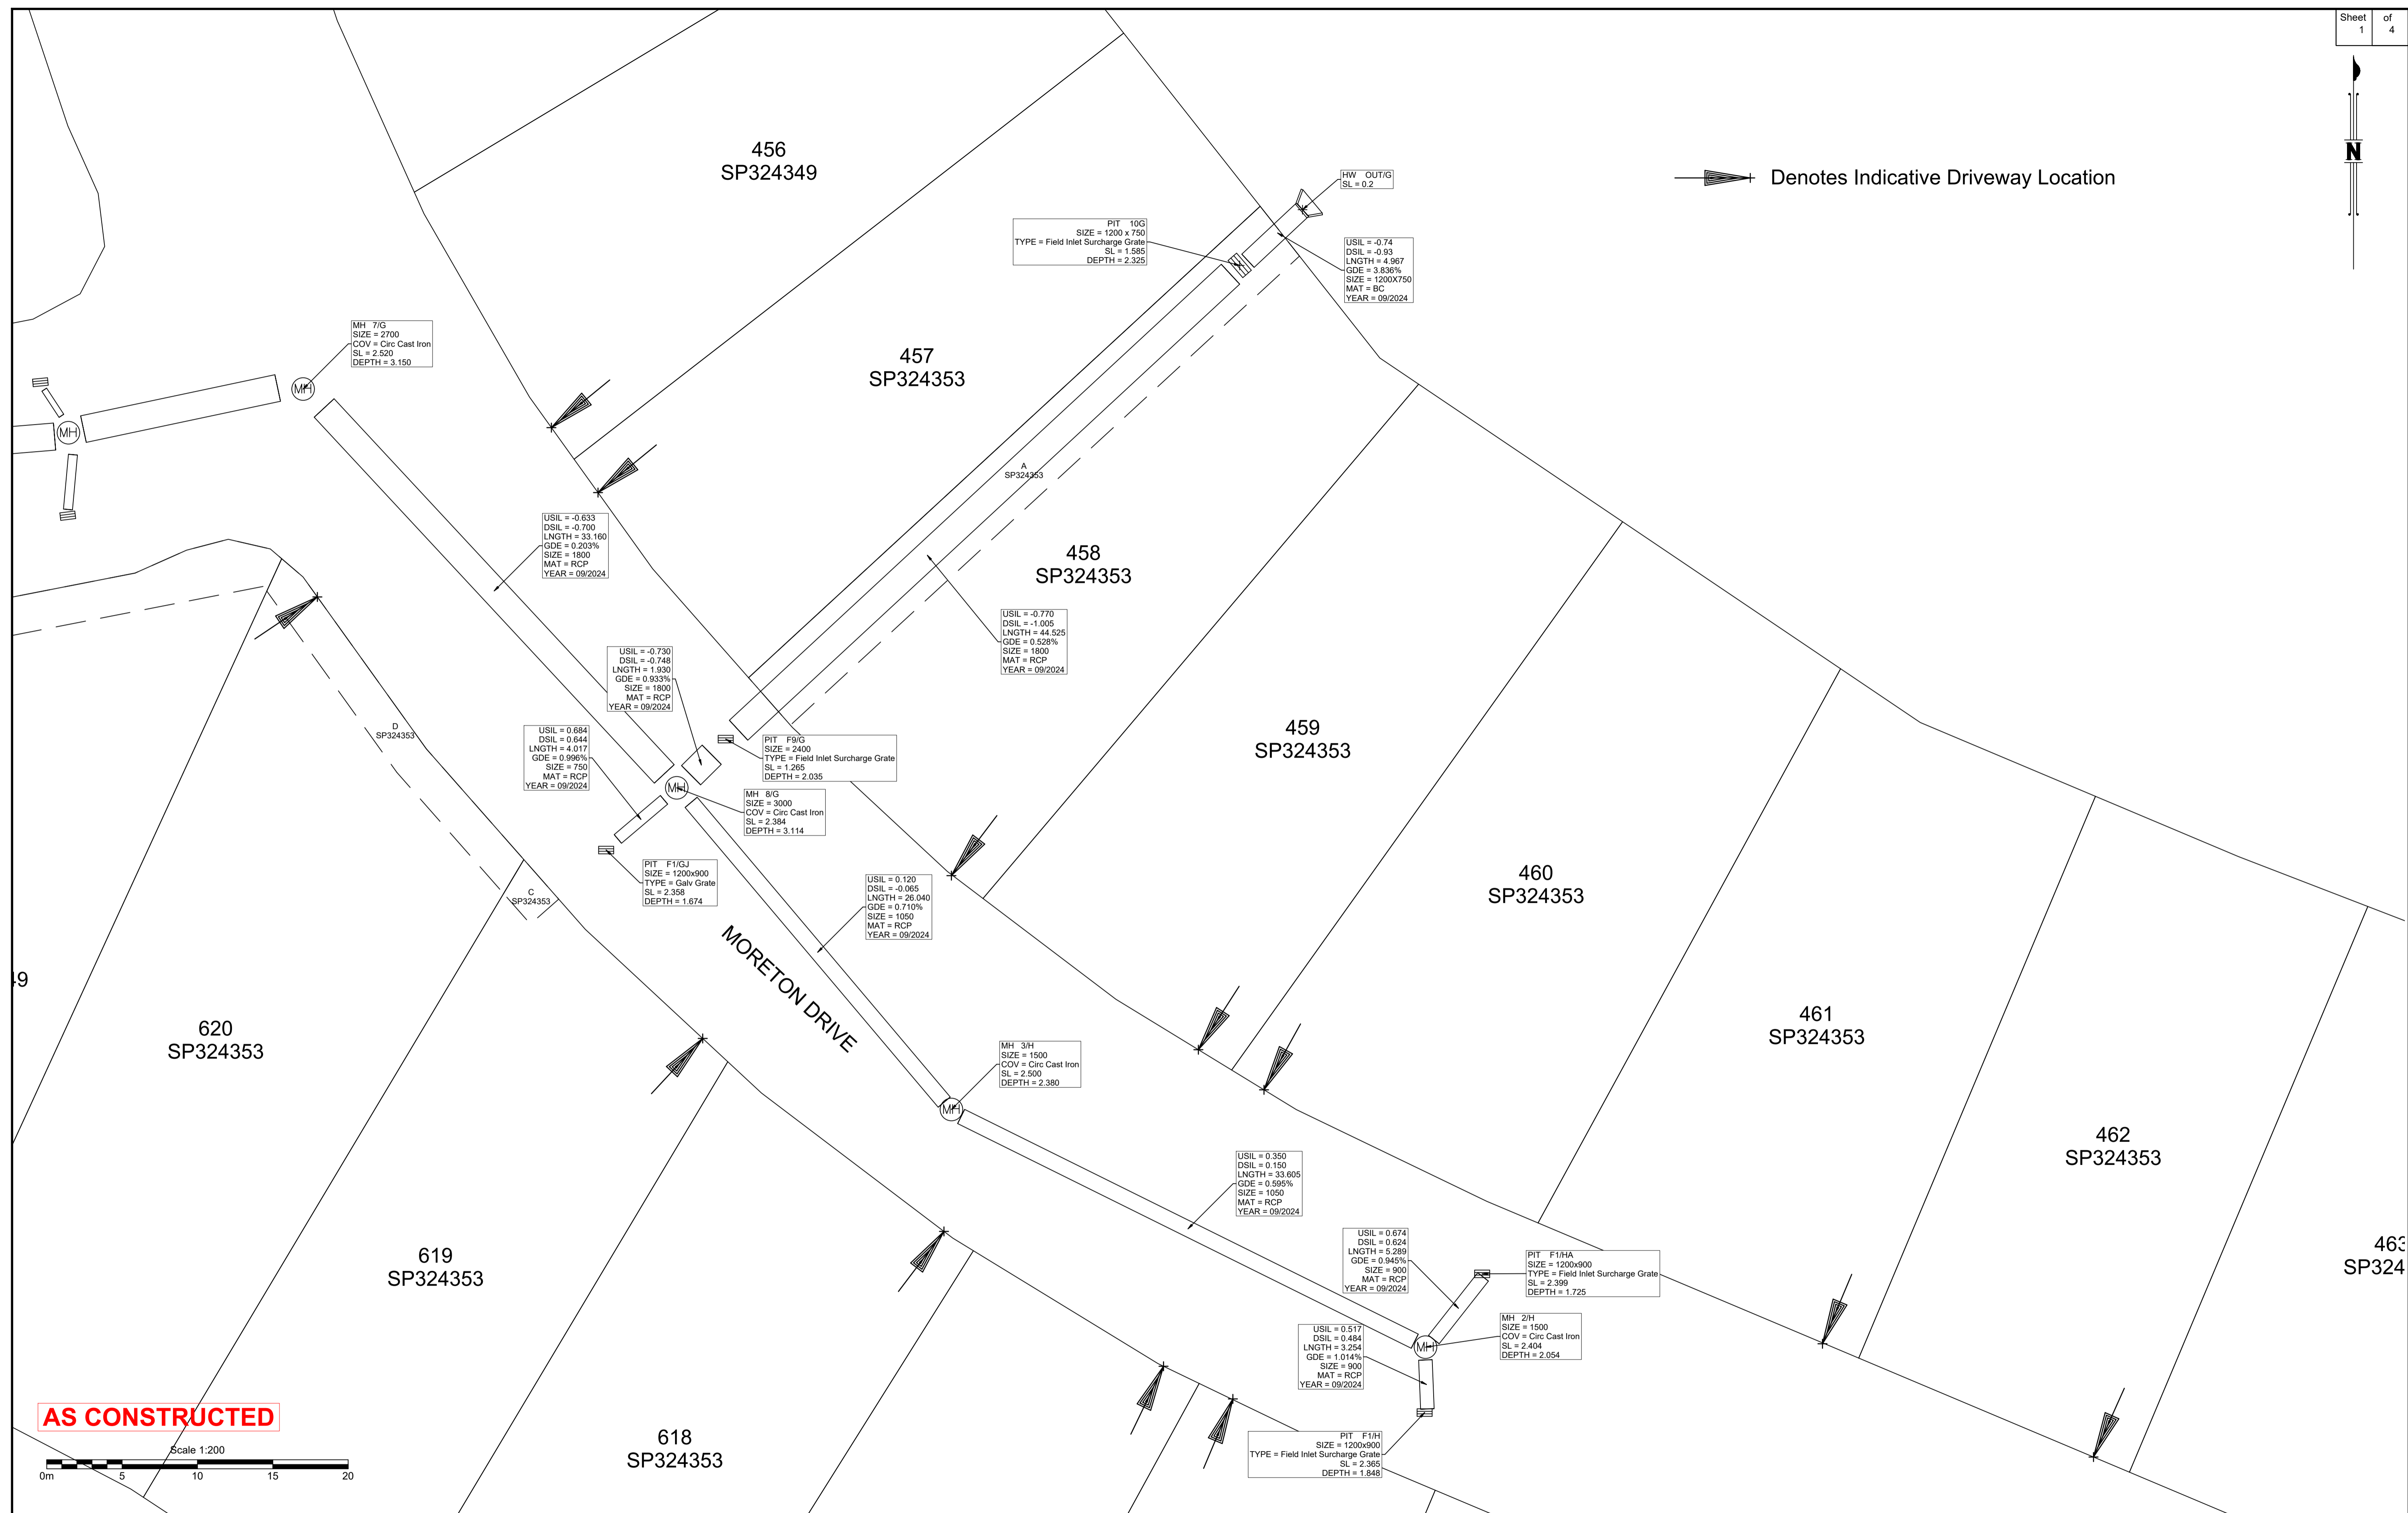 Sheet of
1 4
N
Denotes Indicative Driveway Location
456
SP324349
HW OUT/G
SL = 0.2
PIT 10G
SIZE = 1200 x 750
TYPE = Field Inlet Surcharge Grate
SL = 1.585
DEPTH = 2.325
USIL = -0.74
DSIL = -0.93
LNGTH = 4.967
GDE = 3.836%
SIZE = 1200X750
MAT = BC
YEAR = 09/2024
MH 7/G
SIZE = 2700
COV = Circ Cast Iron
SL = 2.520
DEPTH = 3.150
MH
MH
457
SP324353
A
SP324353
USIL = -0.633
DSIL = -0.700
LNGTH = 33.160
GDE = 0.203%
SIZE = 1800
MAT = RCP
YEAR = 09/2024
458
SP324353
USIL = -0.770
DSIL = -1.005
LNGTH = 44.525
GDE = 0.528%
SIZE = 1800
MAT = RCP
YEAR = 09/2024
USIL = -0.730
DSIL = -0.748
LNGTH = 1.930
GDE = 0.933%
SIZE = 1800
MAT = RCP
YEAR = 09/2024
D
SP324353
USIL = 0.684
DSIL = 0.644
LNGTH = 4.017
GDE = 0.996%
SIZE = 750
MAT = RCP
YEAR = 09/2024
PIT F9/G
SIZE = 2400
TYPE = Field Inlet Surcharge Grate
SL = 1.265
DEPTH = 2.035
459
SP324353
MH
MH 8/G
SIZE = 3000
COV = Circ Cast Iron
SL = 2.384
DEPTH = 3.114
PIT F1/GJ
SIZE = 1200x900
TYPE = Galv Grate
SL = 2.358
DEPTH = 1.674
C
SP324353
USIL = 0.120
DSIL = -0.065
LNGTH = 26.040
GDE = 0.710%
SIZE = 1050
MAT = RCP
YEAR = 09/2024
460
SP324353
MORETON DRIVE
49
620
SP324353
461
SP324353
MH 3/H
SIZE = 1500
COV = Circ Cast Iron
SL = 2.500
DEPTH = 2.380
MH
462
SP324353
USIL = 0.350
DSIL = 0.150
LNGTH = 33.605
GDE = 0.595%
SIZE = 1050
MAT = RCP
YEAR = 09/2024
619
SP324353
USIL = 0.674
DSIL = 0.624
LNGTH = 5.289
GDE = 0.945%
SIZE = 900
MAT = RCP
YEAR = 09/2024
PIT F1/HA
SIZE = 1200x900
TYPE = Field Inlet Surcharge Grate
SL = 2.399
DEPTH = 1.725
463
SP324
MH 2/H
SIZE = 1500
COV = Circ Cast Iron
SL = 2.404
DEPTH = 2.054
MH
USIL = 0.517
DSIL = 0.484
LNGTH = 3.254
GDE = 1.014%
SIZE = 900
MAT = RCP
YEAR = 09/2024
PIT F1/H
SIZE = 1200x900
TYPE = Field Inlet Surcharge Grate
SL = 2.365
DEPTH = 1.848
618
SP324353
AS CONSTRUCTED
Scale 1:200
0m 5 10 15 20